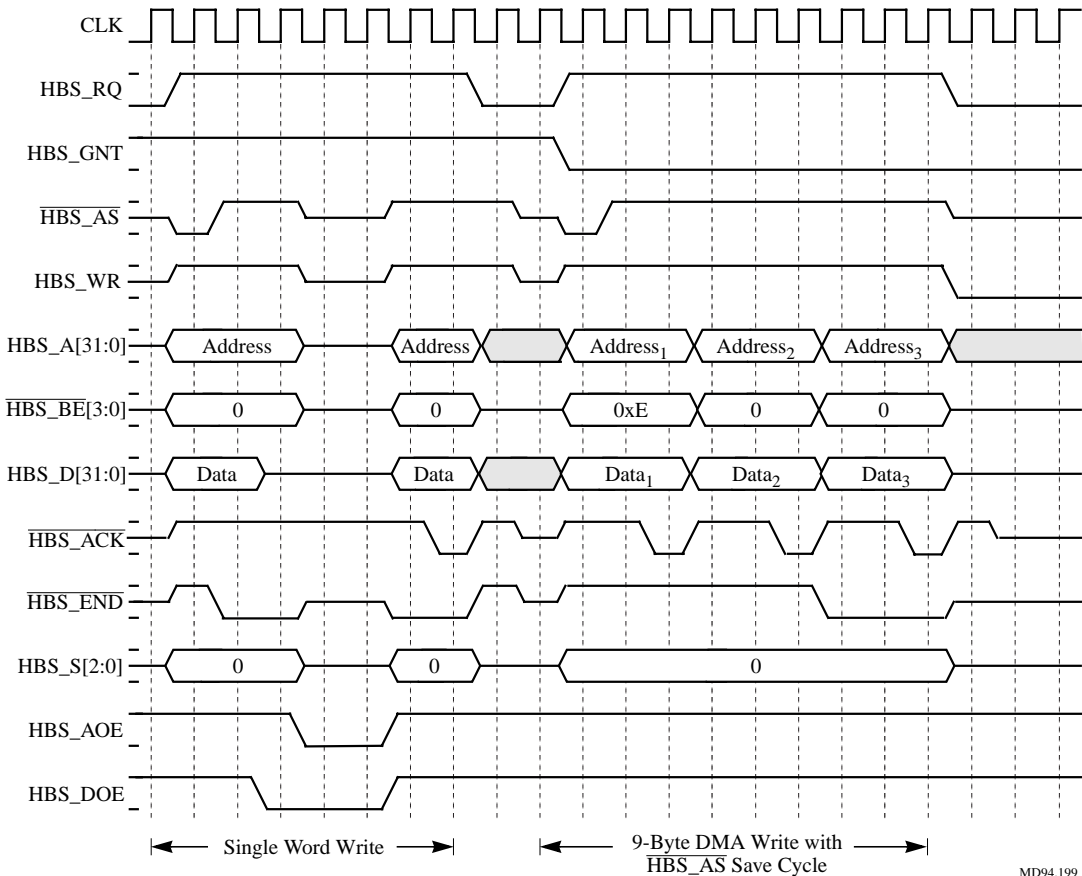 CLK
HBS_RQ
HBS_GNT
HBS_AS
HBS_WR
HBS_A[31:0] Address Address Address1 Address2 Address3
HBS_BE[3:0] 0 0 0xE 0 0
HBS_D[31:0] Data Data Data1 Data2 Data3
HBS_ACK
HBS_END
HBS_S[2:0] 0 0 0
HBS_AOE
HBS_DOE
Single Word Write 9-Byte DMA Write with
HBS_AS Save Cycle
MD94.199